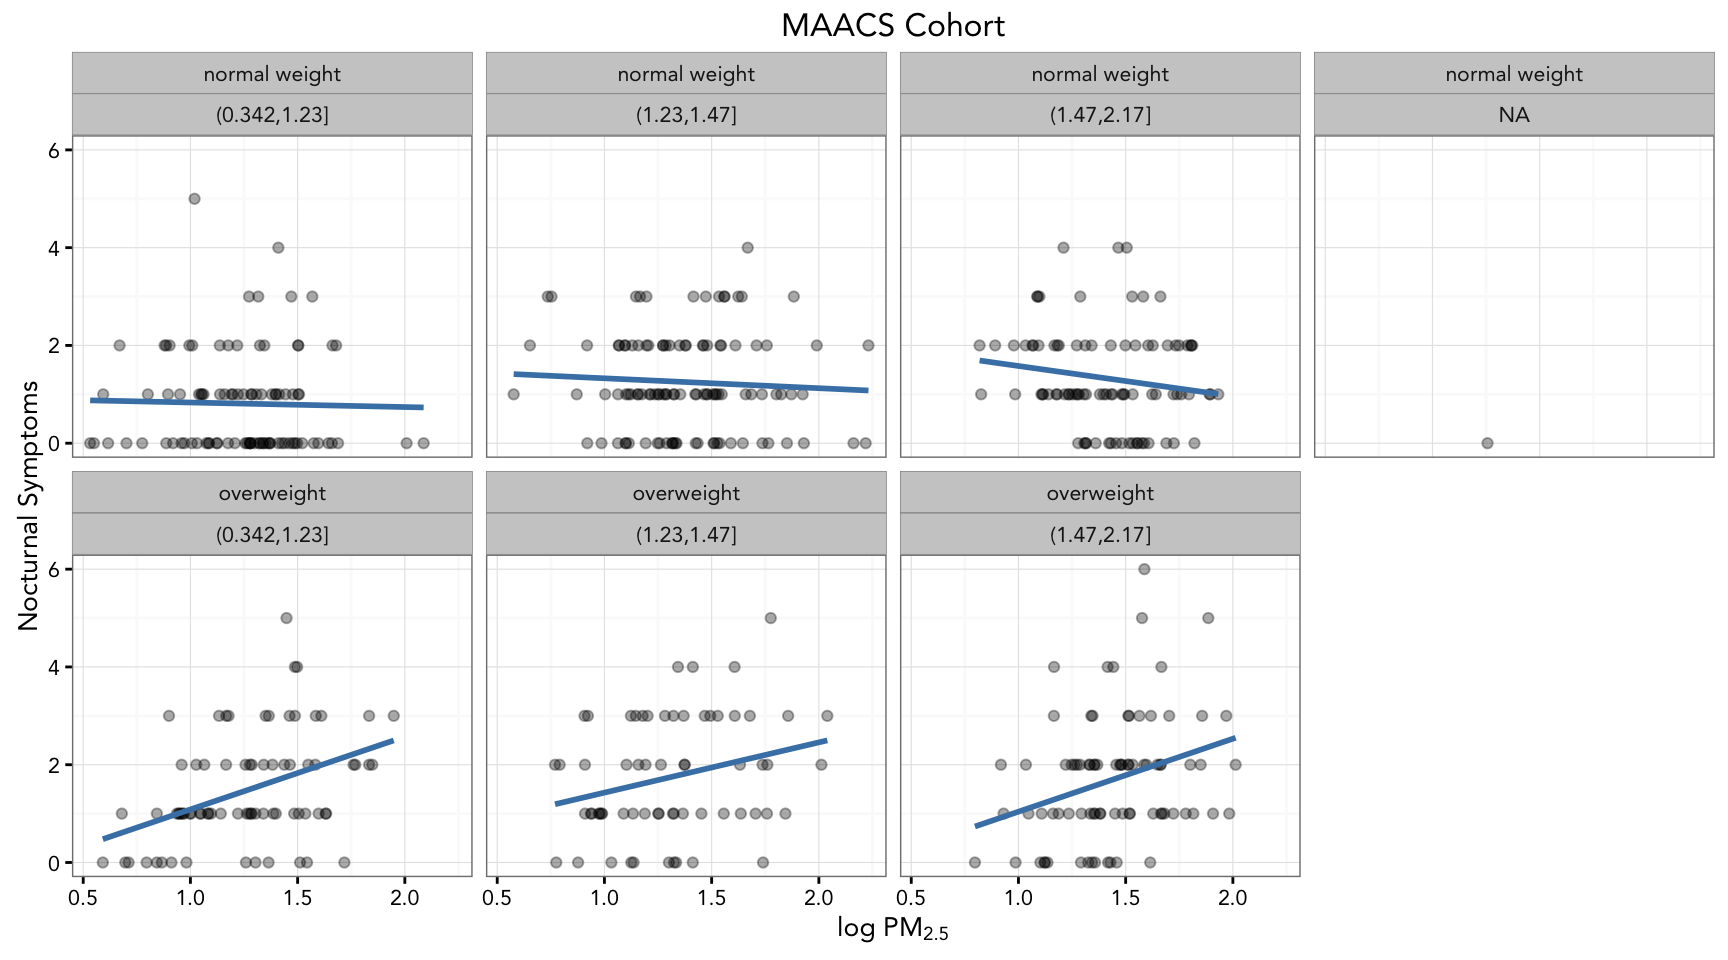 MAACS Cohort
normal weight
(0.342,1.23]
normal weight
(1.23,1.47]
normal weight
(1.47,2.17]
normal weight
NA
6
4
2
0
Nocturnal Symptoms
overweight
(0.342,1.23]
overweight
(1.23,1.47]
overweight
(1.47,2.17]
6
4
2
0
0.5 1.0 1.5 2.0
0.5 1.0 1.5 2.0
0.5 1.0 1.5 2.0
log PM2.5